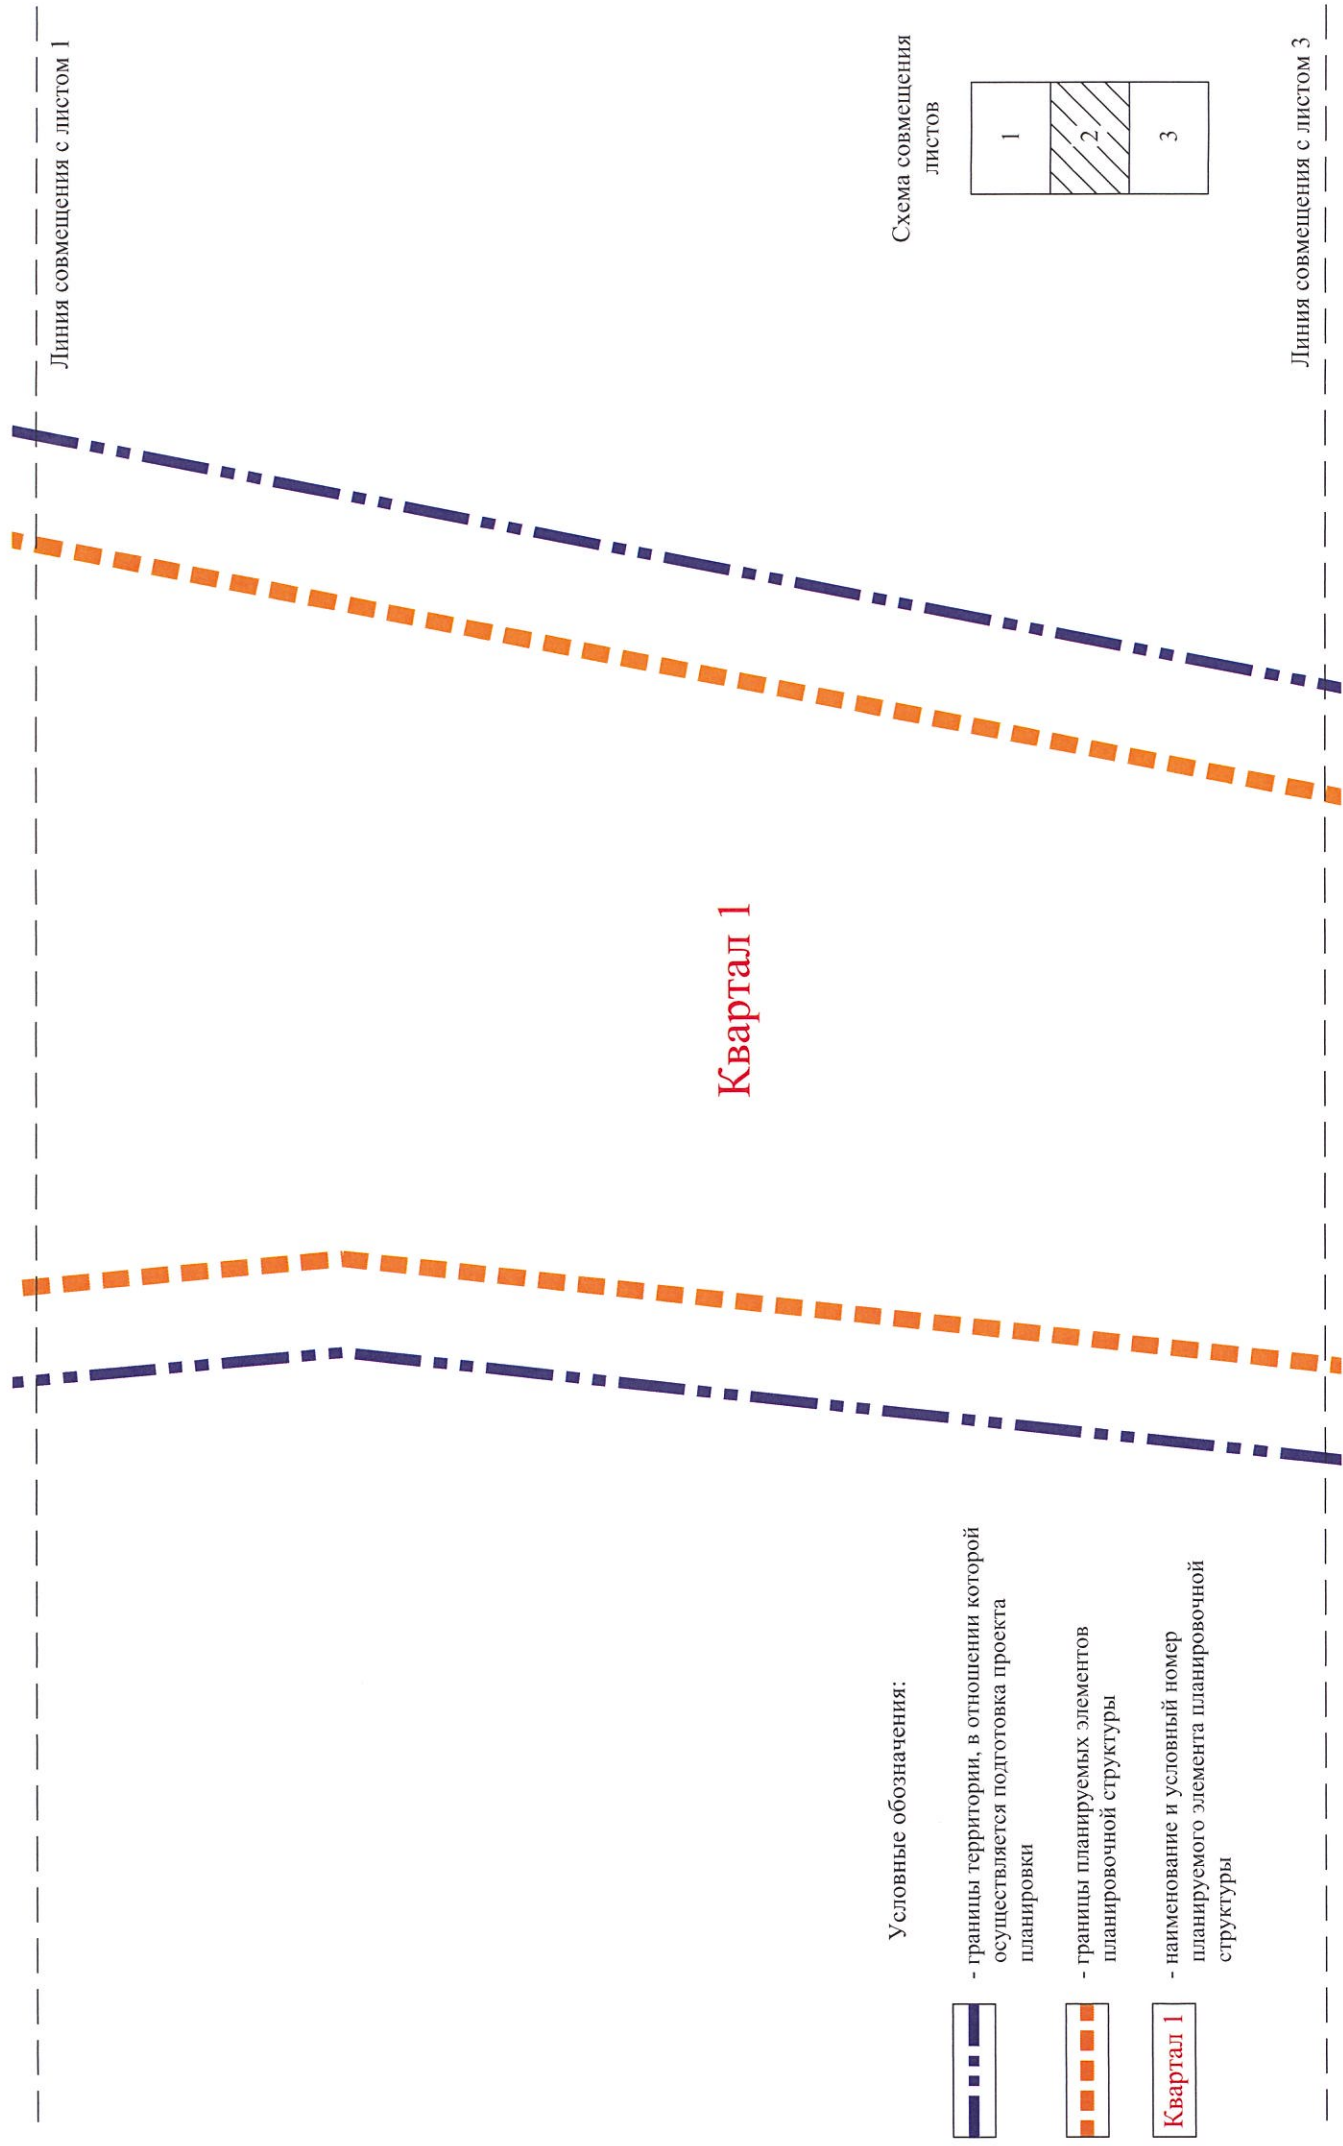 Линия совмещения с листом 1
Квартал 1
Схема совмещения
листов
1
2
3
Условные обозначения:
- границы территории, в отношении которой
осуществляется подготовка проекта
планировки
- границы планируемых элементов
планировочной структуры
Квартал 1
- наименование и условный номер
планируемого элемента планировочной
структуры
Линия совмещения с листом 3